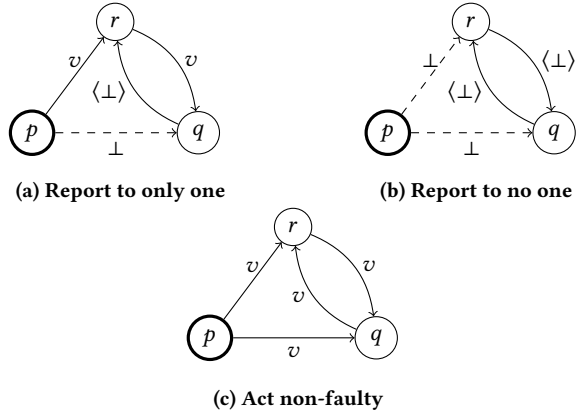 r
r
v
⟨⊥⟩
v
⊥
⟨⊥⟩
⟨⊥⟩
p
⊥
q
p
⊥
q
(a) Report to only one
(b) Report to no one
r
v
v
v
p
v
q
(c) Act non-faulty